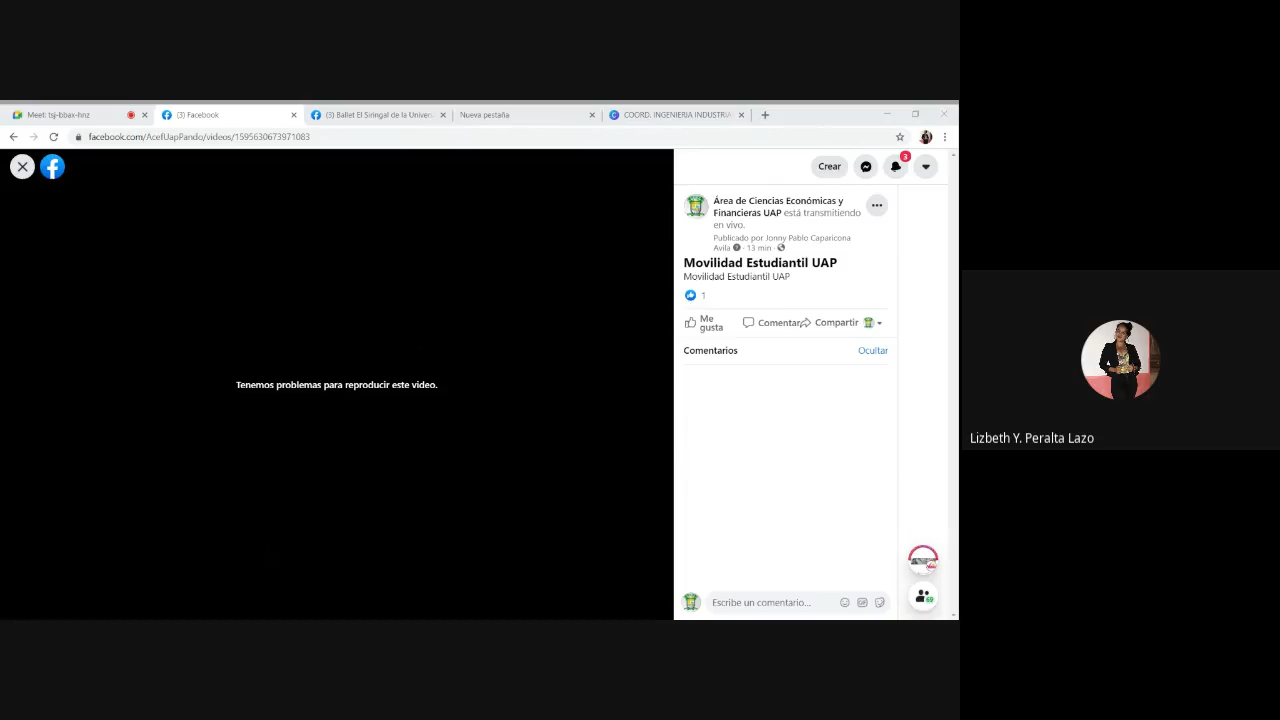 Meet: tsj-bbax-hnz
(3) Facebook
(3) Ballet El Siringal de la Univer
Nueva pestaña
COORD. INGENIERIA INDUSTRIA
facebook.com/AcefUapPando/videos/1595630673971083
Crear
3
Área de Ciencias Económicas y
Financieras UAP está transmitiendo
en vivo.
Publicado por Jonny Pablo Caparicona
Avila · 13 min ·
Movilidad Estudiantil UAP
Movilidad Estudiantil UAP
1
Me gusta
Comentar
Compartir
Comentarios
Ocultar
Tenemos problemas para reproducir este video.
Lizbeth Y. Peralta Lazo
Escribe un comentario...
GIF